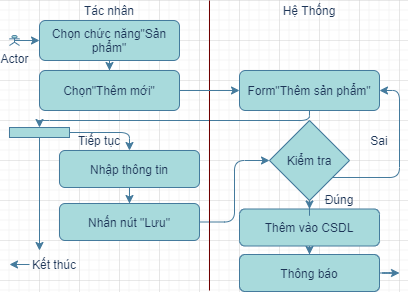 Tác nhân
Hệ Thống
Chọn chức năng"Sản
phẩm"
Actor
Chọn"Thêm mới"
Form"Thêm sản phẩm"
Tiếp tục
Sai
Nhập thông tin
Kiểm tra
Đúng
Nhấn nút "Lưu"
Thêm vào CSDL
Kết thúc
Thông báo